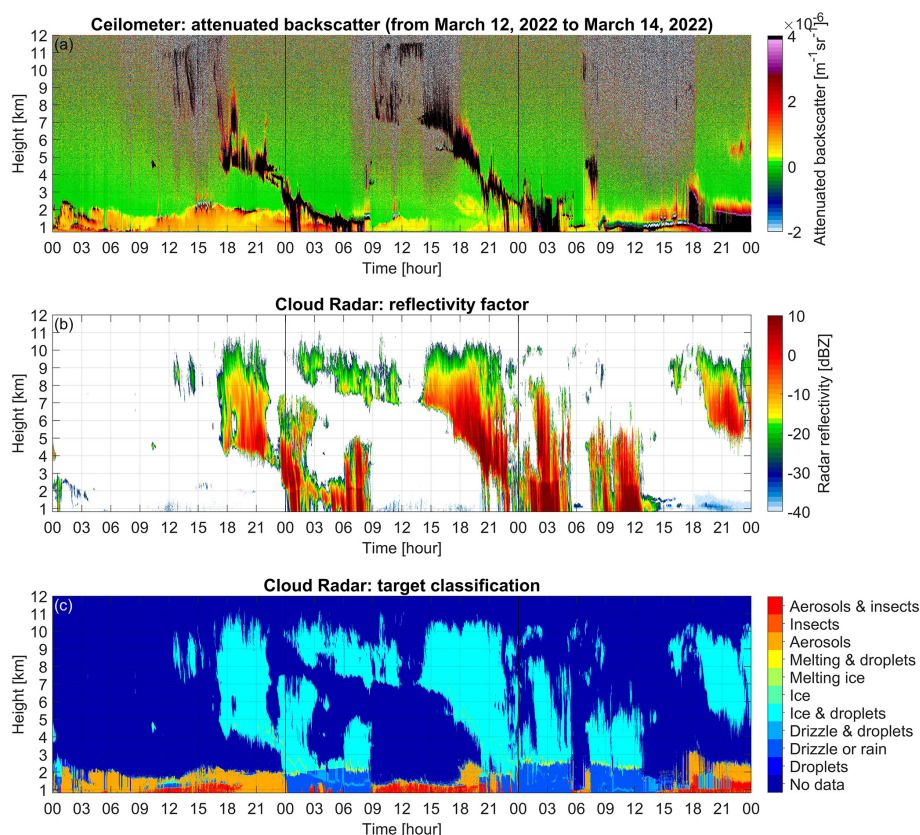 Ceilometer: attenuated backscatter (from March 12, 2022 to March 14, 2022)
(a)
12
11
10
9
8
7
6
5
4
3
2
1
Height [km]
00 03 06 09 12 15 18 21 00 03 06 09 12 15 18 21 00 03 06 09 12 15 18 21 00
Time [hour]
×10-6
4
2
0
-2
Attenuated backscatter [m-1sr-1]
Cloud Radar: reflectivity factor
(b)
12
11
10
9
8
7
6
5
4
3
2
1
Height [km]
00 03 06 09 12 15 18 21 00 03 06 09 12 15 18 21 00 03 06 09 12 15 18 21 00
Time [hour]
10
0
-10
-20
-30
-40
Radar reflectivity [dBZ]
Cloud Radar: target classification
(c)
12
11
10
9
8
7
6
5
4
3
2
1
Height [km]
00 03 06 09 12 15 18 21 00 03 06 09 12 15 18 21 00 03 06 09 12 15 18 21 00
Time [hour]
Aerosols & insects
Insects
Aerosols
Melting & droplets
Melting ice
Ice
Ice & droplets
Drizzle & droplets
Drizzle or rain
Droplets
No data